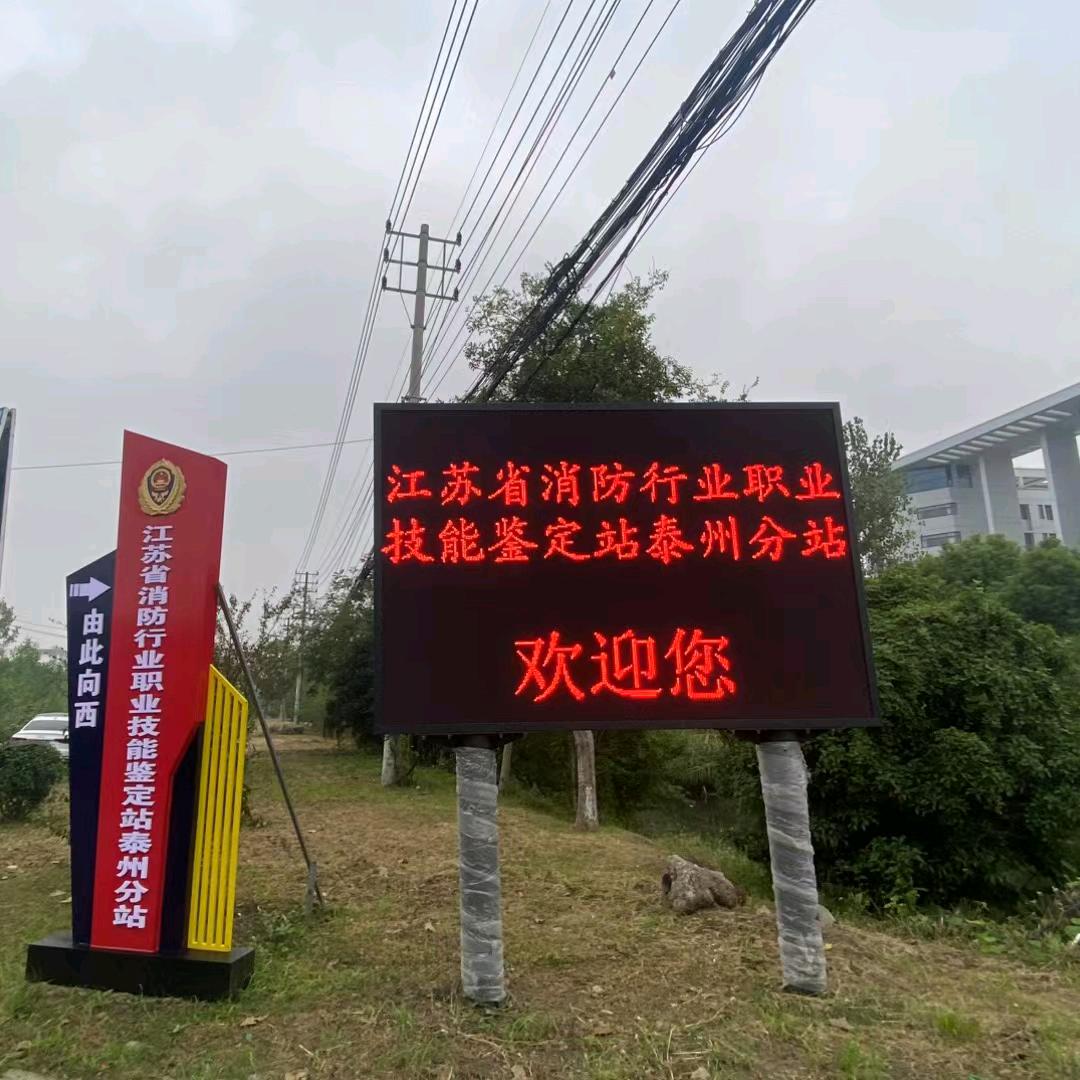 由此向西
江苏省消防行业职业技能鉴定站泰州分站
江苏省消防行业职业
技能鉴定站泰州分站
欢迎您